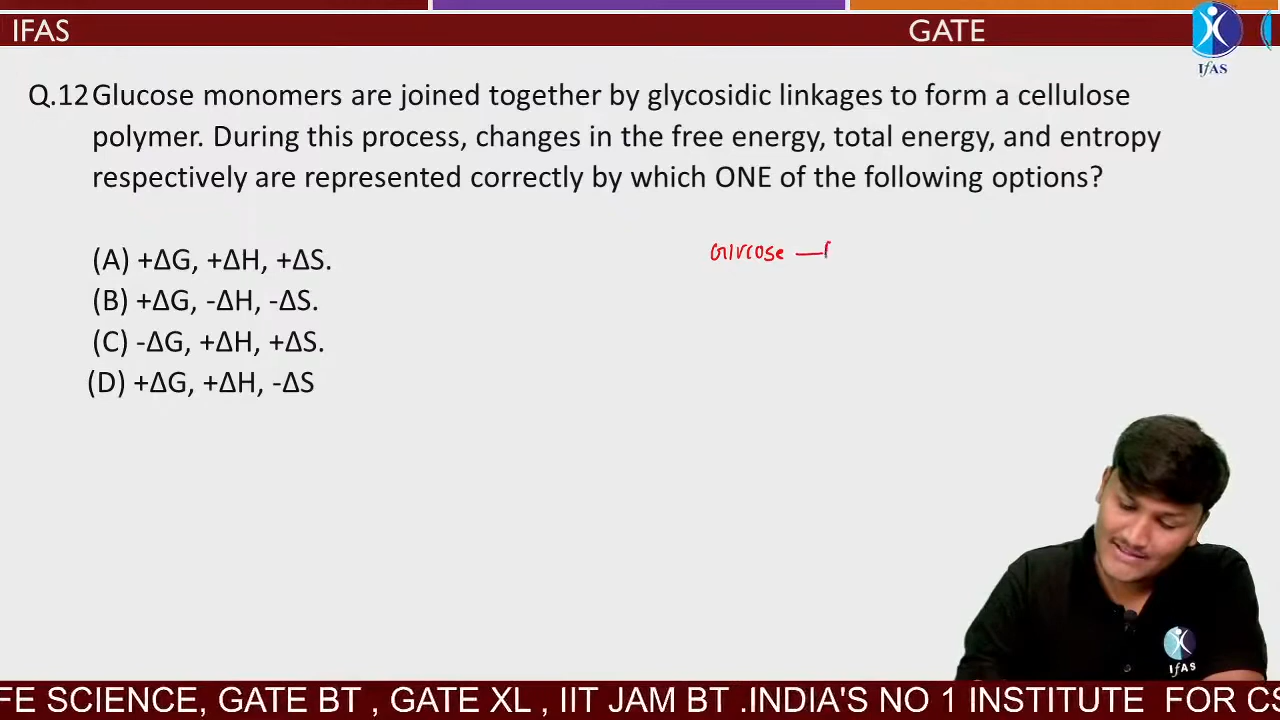 IFAS
GATE
IfAS
Q.12 Glucose monomers are joined together by glycosidic linkages to form a cellulose
polymer. During this process, changes in the free energy, total energy, and entropy
respectively are represented correctly by which ONE of the following options?
Glucose —
(A) +ΔG, +ΔH, +ΔS.
(B) +ΔG, -ΔH, -ΔS.
(C) -ΔG, +ΔH, +ΔS.
(D) +ΔG, +ΔH, -ΔS
IfAS
FE SCIENCE, GATE BT , GATE XL , IIT JAM BT .INDIA'S NO 1 INSTITUTE FOR CS